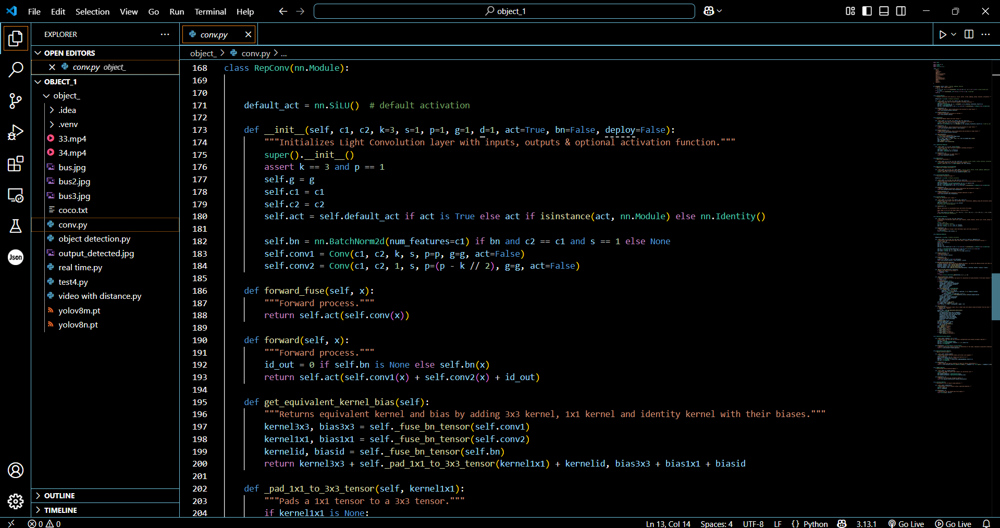 File Edit Selection View Go Run Terminal Help
object_1
EXPLORER
OPEN EDITORS
conv.py object_
OBJECT_1
object_
.idea
.venv
33.mp4
34.mp4
bus.jpg
bus2.jpg
bus3.jpg
coco.txt
conv.py
object detection.py
output_detected.jpg
real time.py
test4.py
video with distance.py
yolov8m.pt
yolov8n.pt
OUTLINE
TIMELINE
Json
conv.py
object_ > conv.py > ...
168 class RepConv(nn.Module):
169
170
171 default_act = nn.SiLU()  # default activation
172
173 def __init__(self, c1, c2, k=3, s=1, p=1, g=1, d=1, act=True, bn=False, deploy=False):
174 """Initializes Light Convolution layer with inputs, outputs & optional activation function."""
175 super().__init__()
176 assert k == 3 and p == 1
177 self.g = g
178 self.c1 = c1
179 self.c2 = c2
180 self.act = self.default_act if act is True else act if isinstance(act, nn.Module) else nn.Identity()
181
182 self.bn = nn.BatchNorm2d(num_features=c1) if bn and c2 == c1 and s == 1 else None
183 self.conv1 = Conv(c1, c2, k, s, p=p, g=g, act=False)
184 self.conv2 = Conv(c1, c2, 1, s, p=(p - k // 2), g=g, act=False)
185
186 def forward_fuse(self, x):
187 """Forward process."""
188 return self.act(self.conv(x))
189
190 def forward(self, x):
191 """Forward process."""
192 id_out = 0 if self.bn is None else self.bn(x)
193 return self.act(self.conv1(x) + self.conv2(x) + id_out)
194
195 def get_equivalent_kernel_bias(self):
196 """Returns equivalent kernel and bias by adding 3x3 kernel, 1x1 kernel and identity kernel with their biases."""
197 kernel3x3, bias3x3 = self._fuse_bn_tensor(self.conv1)
198 kernel1x1, bias1x1 = self._fuse_bn_tensor(self.conv2)
199 kernelid, biasid = self._fuse_bn_tensor(self.bn)
200 return kernel3x3 + self._pad_1x1_to_3x3_tensor(kernel1x1) + kernelid, bias3x3 + bias1x1 + biasid
201
202 def _pad_1x1_to_3x3_tensor(self, kernel1x1):
203 """Pads a 1x1 tensor to a 3x3 tensor."""
204 if kernel1x1 is None:
0 0
Ln 13, Col 14 Spaces: 4 UTF-8 LF {} Python 3.13.1 Go Live Go Live